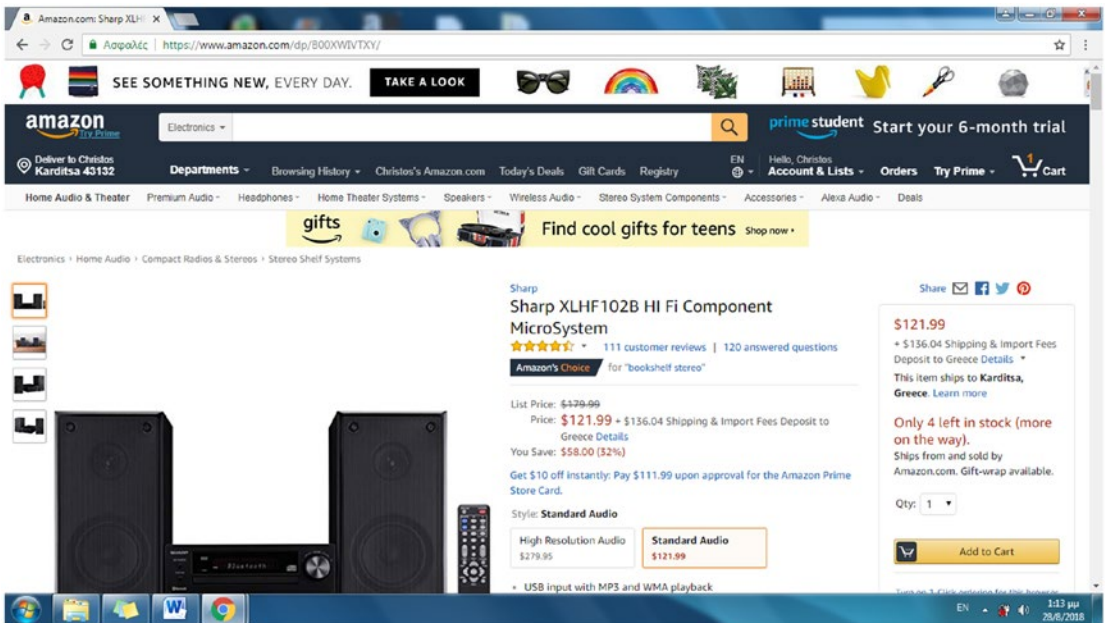 Amazon.com: Sharp XLH
Ασφαλές https://www.amazon.com/dp/B00XWIVTXY/
SEE SOMETHING NEW, EVERY DAY. TAKE A LOOK
amazon
Try Prime
Electronics
prime student Start your 6-month trial
Deliver to Christos
Karditsa 43132
Departments Browsing History Christos's Amazon.com Today's Deals Gift Cards Registry
EN
Hello, Christos
Account & Lists Orders Try Prime 1 Cart
Home Audio & Theater Premium Audio Headphones Home Theater Systems Speakers Wireless Audio Stereo System Components Accessories Alexa Audio Deals
gifts Find cool gifts for teens Shop now
Electronics › Home Audio › Compact Radios & Stereos › Stereo Shelf Systems
Sharp
Sharp XLHF102B HI Fi Component
MicroSystem
111 customer reviews | 120 answered questions
Amazon's Choice for "bookshelf stereo"
List Price: $179.99
Price: $121.99 + $136.04 Shipping & Import Fees Deposit to
Greece Details
You Save: $58.00 (32%)
Get $10 off instantly: Pay $111.99 upon approval for the Amazon Prime
Store Card.
Style: Standard Audio
High Resolution Audio
$279.95
Standard Audio
$121.99
• USB input with MP3 and WMA playback
Share
$121.99
+ $136.04 Shipping & Import Fees
Deposit to Greece Details
This item ships to Karditsa,
Greece. Learn more
Only 4 left in stock (more
on the way).
Ships from and sold by
Amazon.com. Gift-wrap available.
Qty: 1
Add to Cart
Turn on 1-Click ordering for this browser
SHARP
Bluetooth
EN
1:13 μμ
28/8/2018